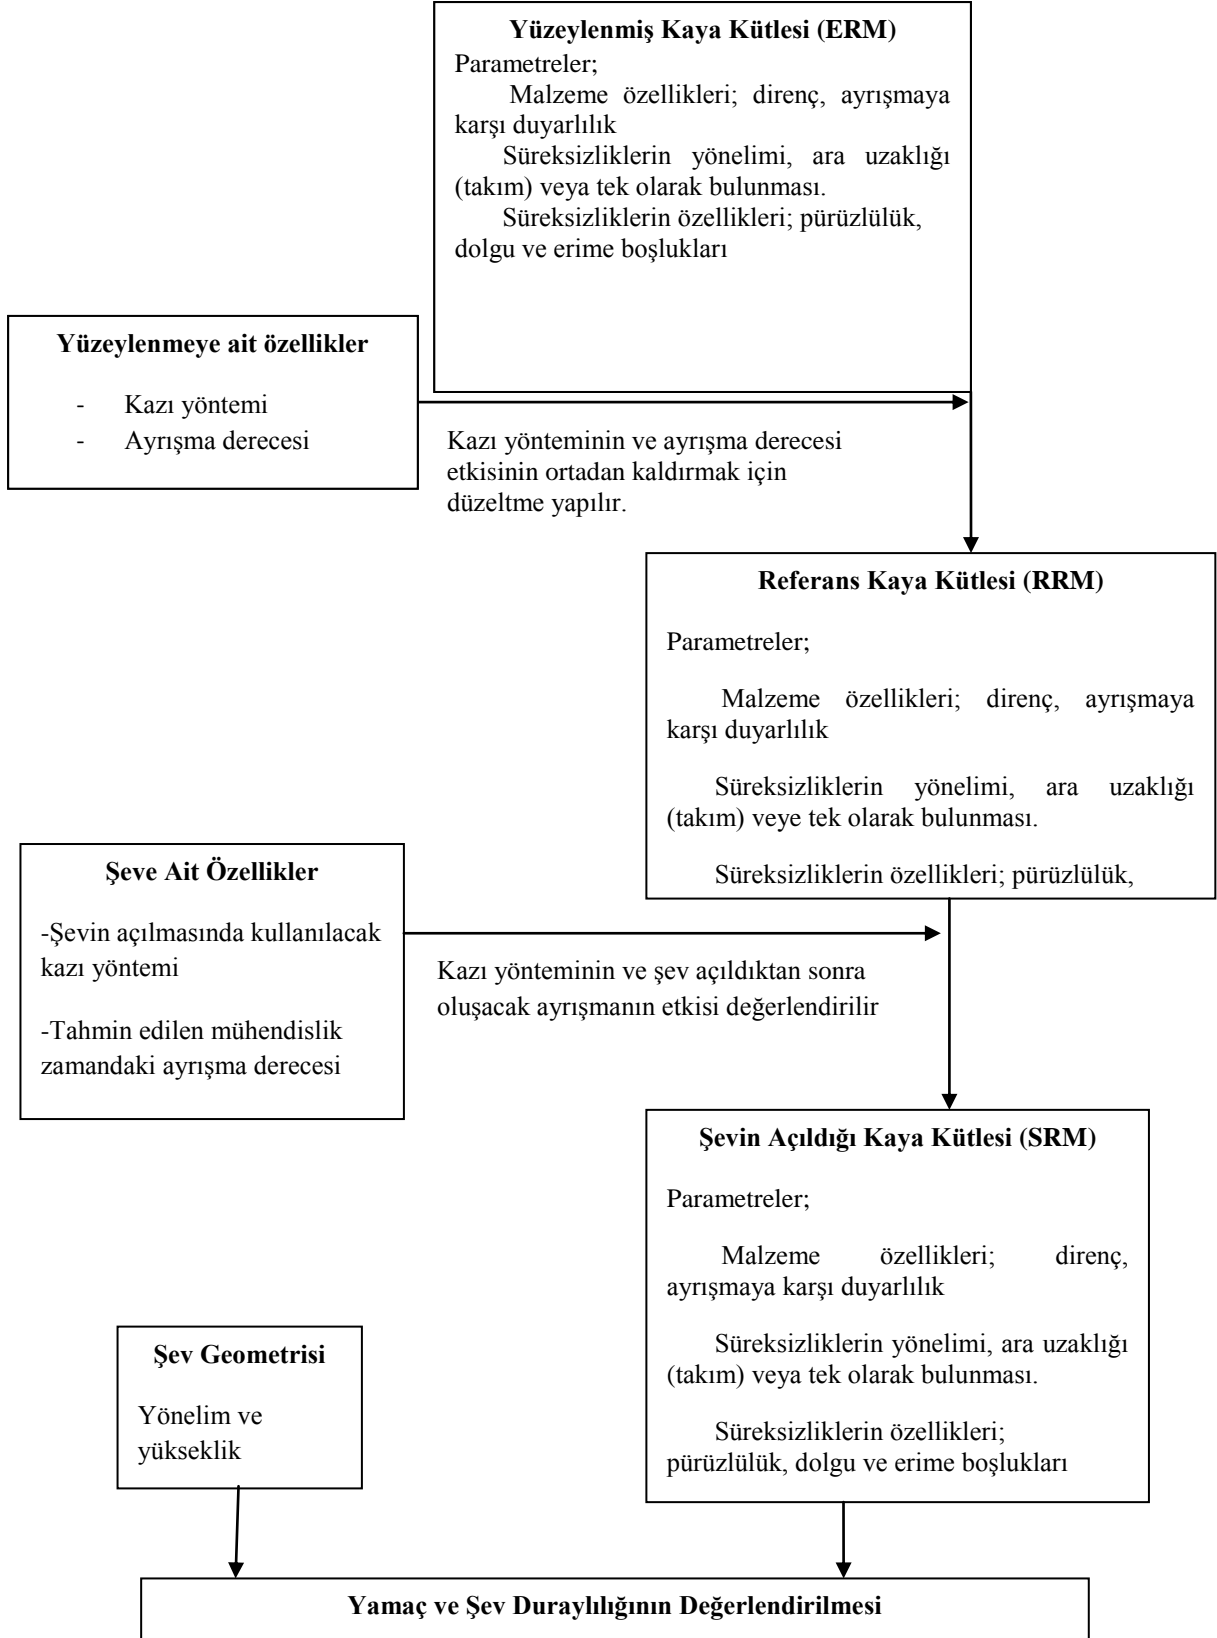 Yüzeylenmiş Kaya Kütlesi (ERM)
Parametreler;
Malzeme özellikleri; direnç, ayrışmaya
karşı duyarlılık
Süreksizliklerin yönelimi, ara uzaklığı
(takım) veya tek olarak bulunması.
Süreksizliklerin özellikleri; pürüzlülük,
dolgu ve erime boşlukları
Yüzeylenmeye ait özellikler
- Kazı yöntemi
- Ayrışma derecesi
Kazı yönteminin ve ayrışma derecesi
etkisinin ortadan kaldırmak için
düzeltme yapılır.
Referans Kaya Kütlesi (RRM)
Parametreler;
Malzeme özellikleri; direnç, ayrışmaya
karşı duyarlılık
Süreksizliklerin yönelimi, ara uzaklığı
(takım) veye tek olarak bulunması.
Süreksizliklerin özellikleri; pürüzlülük,
Şeve Ait Özellikler
-Şevin açılmasında kullanılacak
kazı yöntemi
-Tahmin edilen mühendislik
zamandaki ayrışma derecesi
Kazı yönteminin ve şev açıldıktan sonra
oluşacak ayrışmanın etkisi değerlendirilir
Şevin Açıldığı Kaya Kütlesi (SRM)
Parametreler;
Malzeme özellikleri; direnç,
ayrışmaya karşı duyarlılık
Süreksizliklerin yönelimi, ara uzaklığı
(takım) veya tek olarak bulunması.
Süreksizliklerin özellikleri;
pürüzlülük, dolgu ve erime boşlukları
Şev Geometrisi
Yönelim ve
yükseklik
Yamaç ve Şev Duraylılığının Değerlendirilmesi